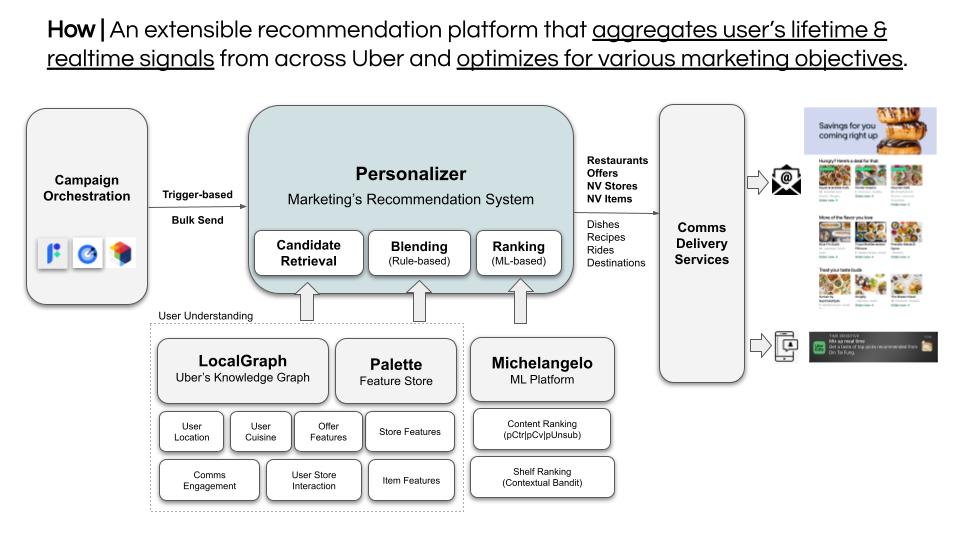 How | An extensible recommendation platform that aggregates user's lifetime &
realtime signals from across Uber and optimizes for various marketing objectives.
Campaign
Orchestration
Trigger-based
Bulk Send
Personalizer
Marketing's Recommendation System
Candidate
Retrieval
Blending
(Rule-based)
Ranking
(ML-based)
Restaurants
Offers
NV Stores
NV Items
Dishes
Recipes
Rides
Destinations
Comms
Delivery
Services
Savings for you
coming right up
Hungry? Here's a deal for that
More of the flavor you love
Treat your taste buds
TIME SENSITIVE
Mix up meal time
Get a taste of top picks recommended from
Din Tai Fung.
User Understanding
LocalGraph
Uber's Knowledge Graph
Palette
Feature Store
Michelangelo
ML Platform
User
Location
User
Cuisine
Offer
Features
Store Features
Content Ranking
(pCtr|pCv|pUnsub)
Comms
Engagement
User Store
Interaction
Item Features
Shelf Ranking
(Contextual Bandit)